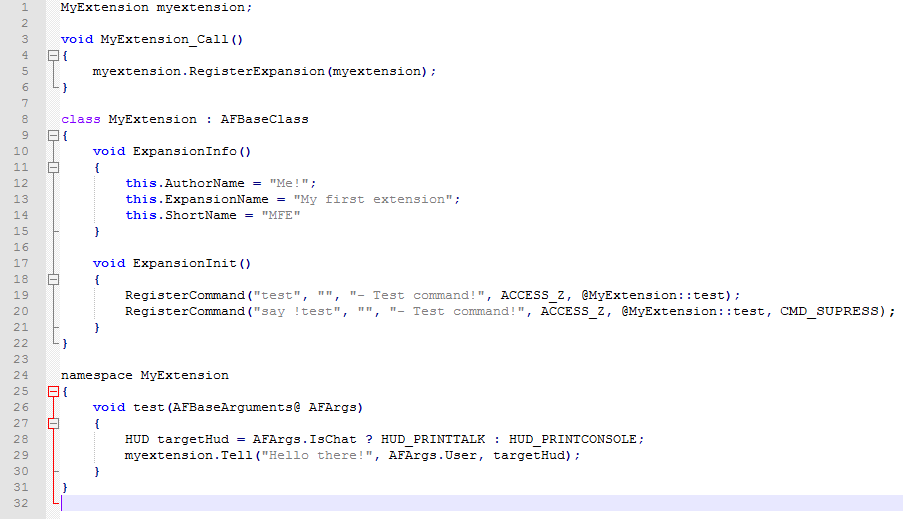 1 MyExtension myextension;
2
3 void MyExtension_Call()
4 {
5 myextension.RegisterExpansion(myextension);
6 }
7
8 class MyExtension : AFBaseClass
9 {
10 void ExpansionInfo()
11 {
12 this.AuthorName = "Me!";
13 this.ExpansionName = "My first extension";
14 this.ShortName = "MFE"
15 }
16
17 void ExpansionInit()
18 {
19 RegisterCommand("test", "", "- Test command!", ACCESS_Z, @MyExtension::test);
20 RegisterCommand("say !test", "", "- Test command!", ACCESS_Z, @MyExtension::test, CMD_SUPRESS);
21 }
22 }
23
24 namespace MyExtension
25 {
26 void test(AFBaseArguments@ AFArgs)
27 {
28 HUD targetHud = AFArgs.IsChat ? HUD_PRINTTALK : HUD_PRINTCONSOLE;
29 myextension.Tell("Hello there!", AFArgs.User, targetHud);
30 }
31 }
32